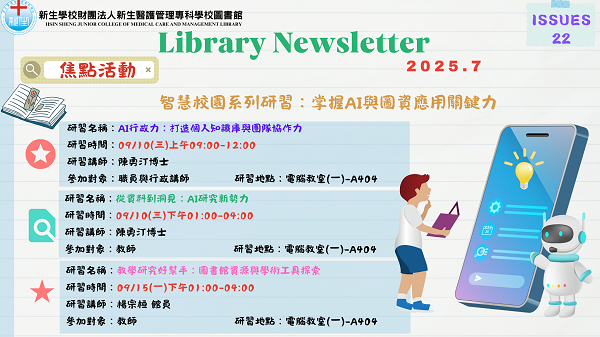 新生學校財團法人新生醫護管理專科學校圖書館
HSIN SHENG JUNIOR COLLEGE OF MEDICAL CARE AND MANAGEMENT LIBRARY
ISSUES
22
Library Newsletter
2025.7
焦點活動
智慧校園系列研習：掌握AI與圖資應用關鍵力
研習名稱：AI行政力：打造個人知識庫與團隊協作力
研習時間：09/10(三)上午09:00-12:00
研習講師：陳勇汀博士
參加對象：職員與行政講師 研習地點：電腦教室(一)-A404
研習名稱：從資料到洞見：AI研究新勢力
研習時間：09/10(三)下午01:00-04:00
研習講師：陳勇汀博士
參加對象：教師 研習地點：電腦教室(一)-A404
研習名稱：教學研究好幫手：圖書館資源與學術工具探索
研習時間：09/15(一)下午01:00-04:00
研習講師：楊宗桓 館員
參加對象：教師 研習地點：電腦教室(一)-A404